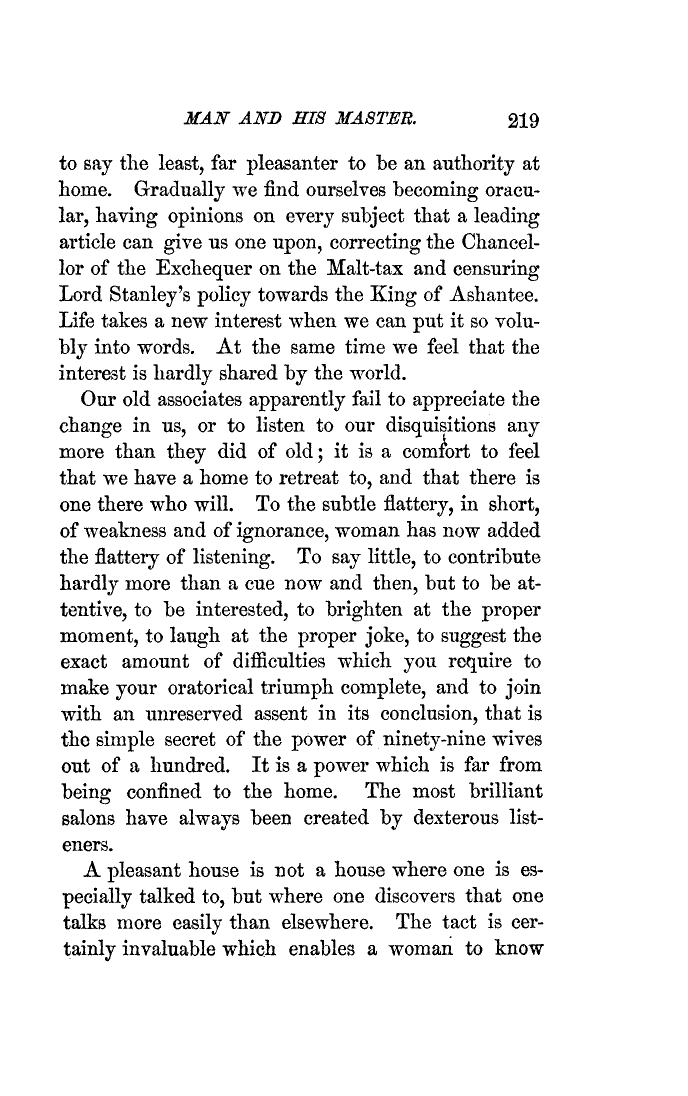 MAN AND HIS MASTER. 219
to say the least, far pleasanter to be an authority at
home. Gradually we find ourselves becoming oracu-
lar, having opinions on every subject that a leading
article can give us one upon, correcting the Chancel-
lor of the Exchequer on the Malt-tax and censuring
Lord Stanley's policy towards the King of Ashantee.
Life takes a new interest when we can put it so volu-
bly into words. At the same time we feel that the
interest is hardly shared by the world.
Our old associates apparently fail to appreciate the
change in us, or to listen to our disquisitions any
more than they did of old; it is a comfort to feel
that we have a home to retreat to, and that there is
one there who will. To the subtle flattery, in short,
of weakness and of ignorance, woman has now added
the flattery of listening. To say little, to contribute
hardly more than a cue now and then, but to be at-
tentive, to be interested, to brighten at the proper
moment, to laugh at the proper joke, to suggest the
exact amount of difficulties which you require to
make your oratorical triumph complete, and to join
with an unreserved assent in its conclusion, that is
the simple secret of the power of ninety-nine wives
out of a hundred. It is a power which is far from
being confined to the home. The most brilliant
salons have always been created by dexterous list-
eners.
A pleasant house is not a house where one is es-
pecially talked to, but where one discovers that one
talks more easily than elsewhere. The tact is cer-
tainly invaluable which enables a woman to know